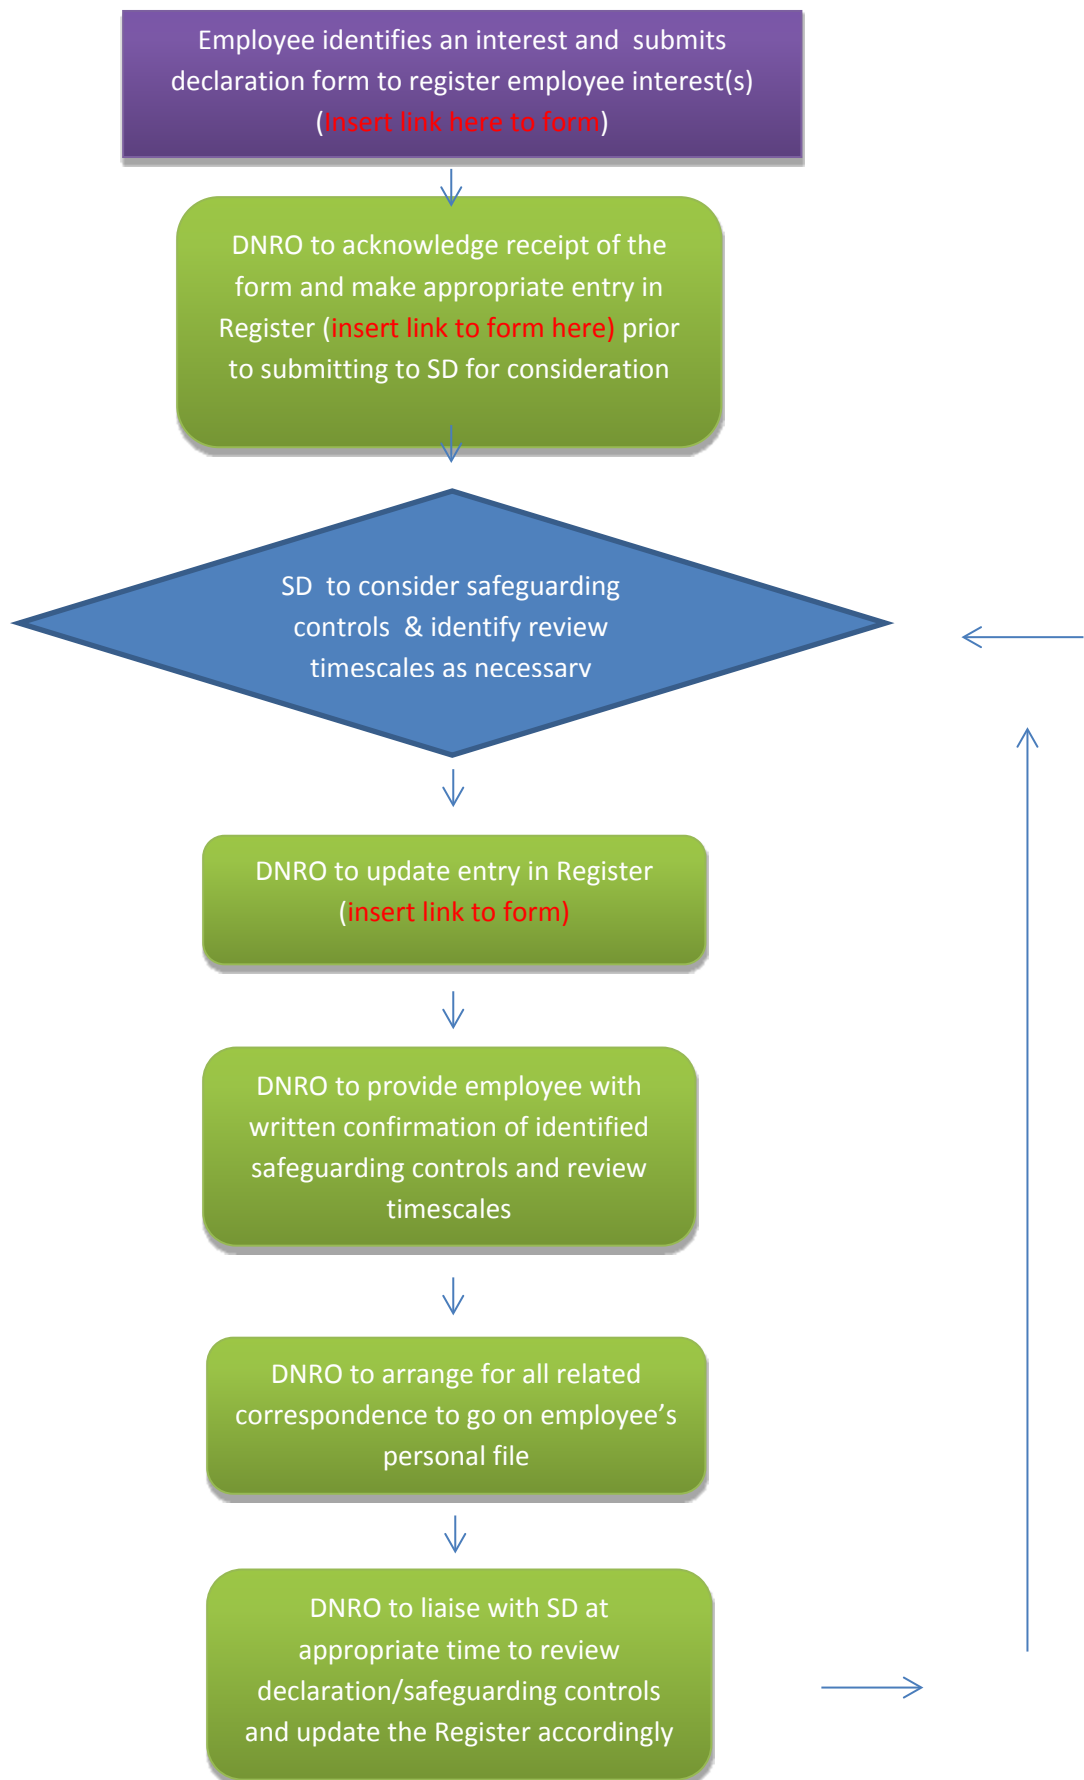 Employee identifies an interest and  submits
declaration form to register employee interest(s)
(Insert link here to form)
DNRO to acknowledge receipt of the
form and make appropriate entry in
Register (insert link to form here) prior
to submitting to SD for consideration
SD  to consider safeguarding
controls  & identify review
timescales as necessary
DNRO to update entry in Register
(insert link to form)
DNRO to provide employee with
written confirmation of identified
safeguarding controls and review
timescales
DNRO to arrange for all related
correspondence to go on employee’s
personal file
DNRO to liaise with SD at
appropriate time to review
declaration/safeguarding controls
and update the Register accordingly